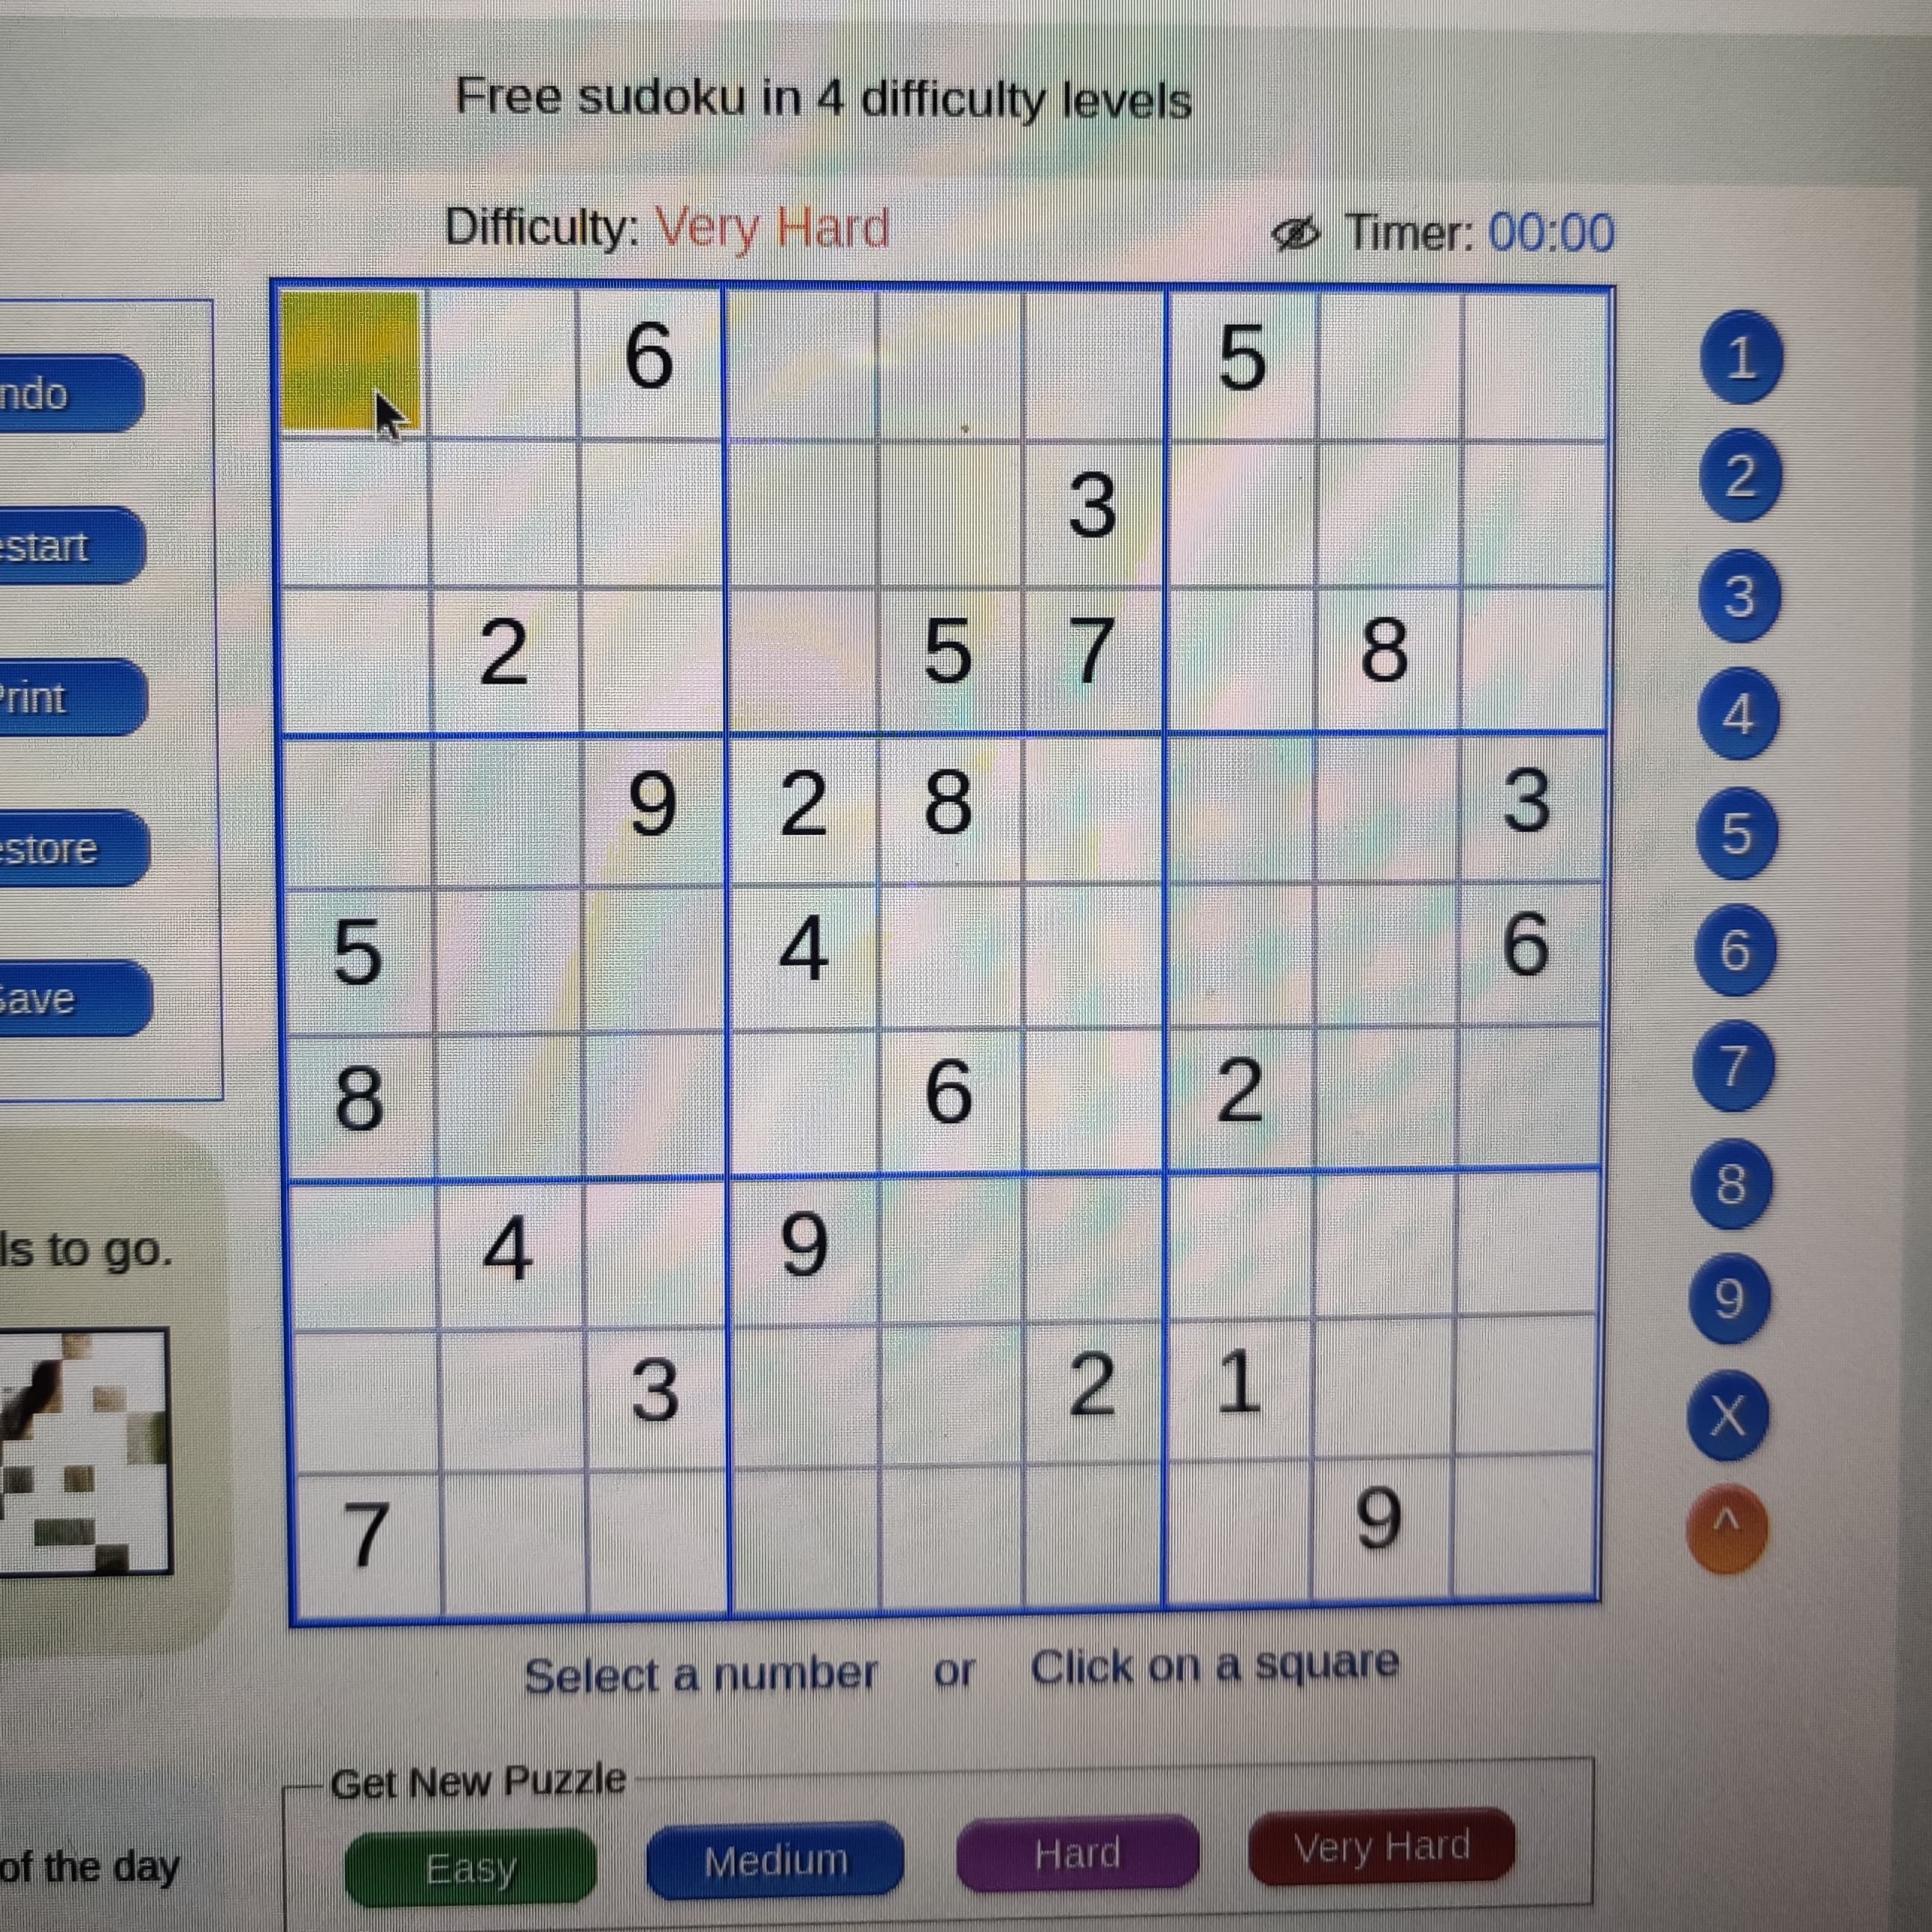 Free sudoku in 4 difficulty levels
Difficulty: Very Hard Timer: 00:00
6 5
3
2 5 7 8
9 2 8 3
5 4 6
8 6 2
4 9
3 2 1
7 9
1
2
3
4
5
6
7
8
9
X
^
ndo
start
Print
store
Save
ls to go.
of the day
Select a number or Click on a square
Get New Puzzle
Easy Medium Hard Very Hard